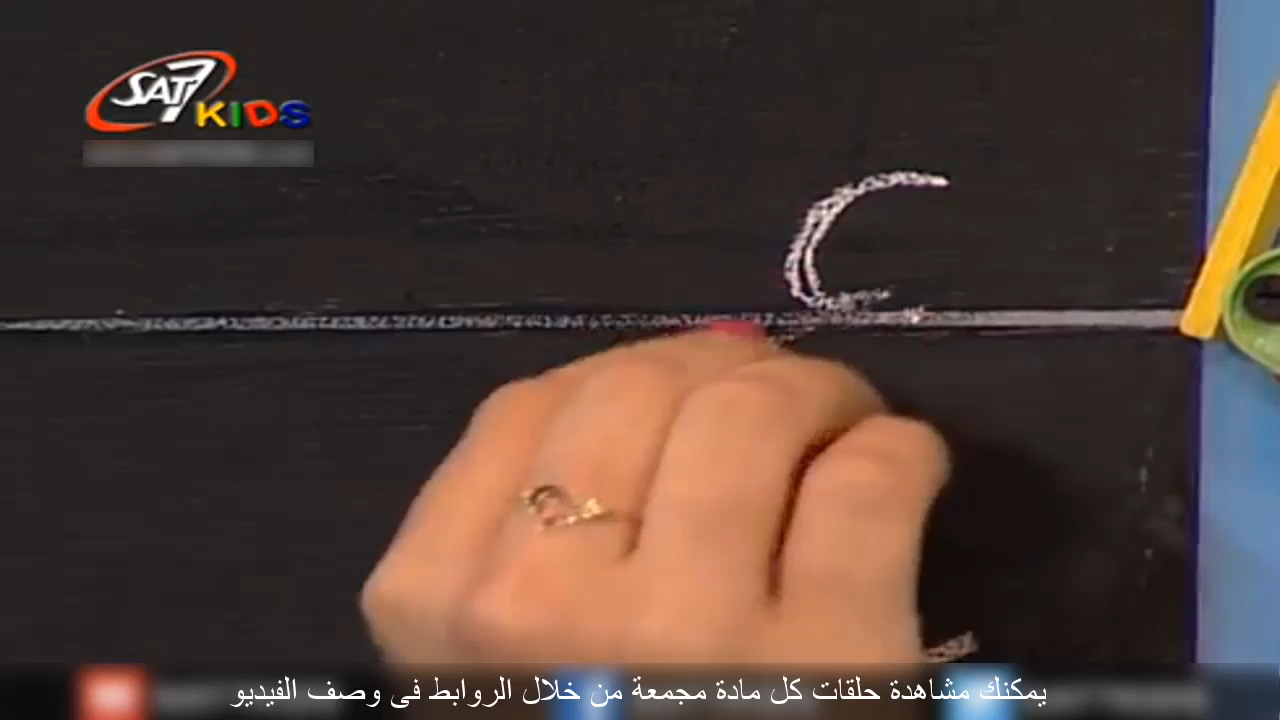 SAT7
KIDS
يمكنك مشاهدة حلقات كل مادة مجمعة من خلال الروابط فى وصف الفيديو